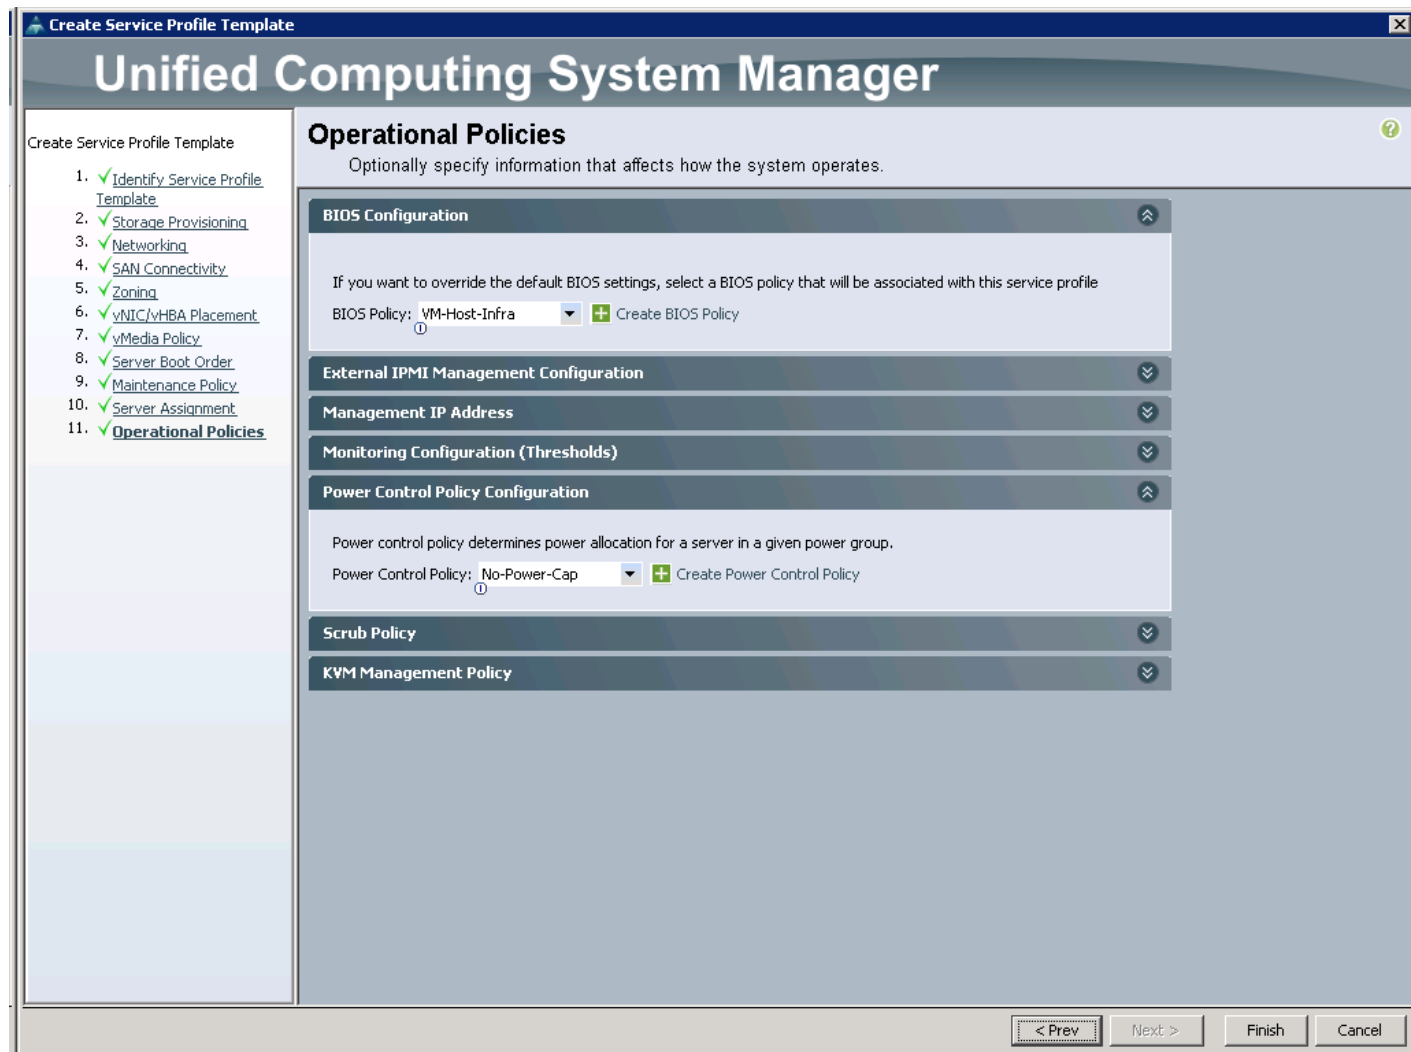 Create Service Profile Template
Unified Computing System Manager
Create Service Profile Template
1. Identify Service Profile
Template
2. Storage Provisioning
3. Networking
4. SAN Connectivity
5. Zoning
6. vNIC/vHBA Placement
7. vMedia Policy
8. Server Boot Order
9. Maintenance Policy
10. Server Assignment
11. Operational Policies
Operational Policies
Optionally specify information that affects how the system operates.
BIOS Configuration
If you want to override the default BIOS settings, select a BIOS policy that will be associated with this service profile
BIOS Policy: VM-Host-Infra Create BIOS Policy
External IPMI Management Configuration
Management IP Address
Monitoring Configuration (Thresholds)
Power Control Policy Configuration
Power control policy determines power allocation for a server in a given power group.
Power Control Policy: No-Power-Cap Create Power Control Policy
Scrub Policy
KVM Management Policy
< Prev Next > Finish Cancel